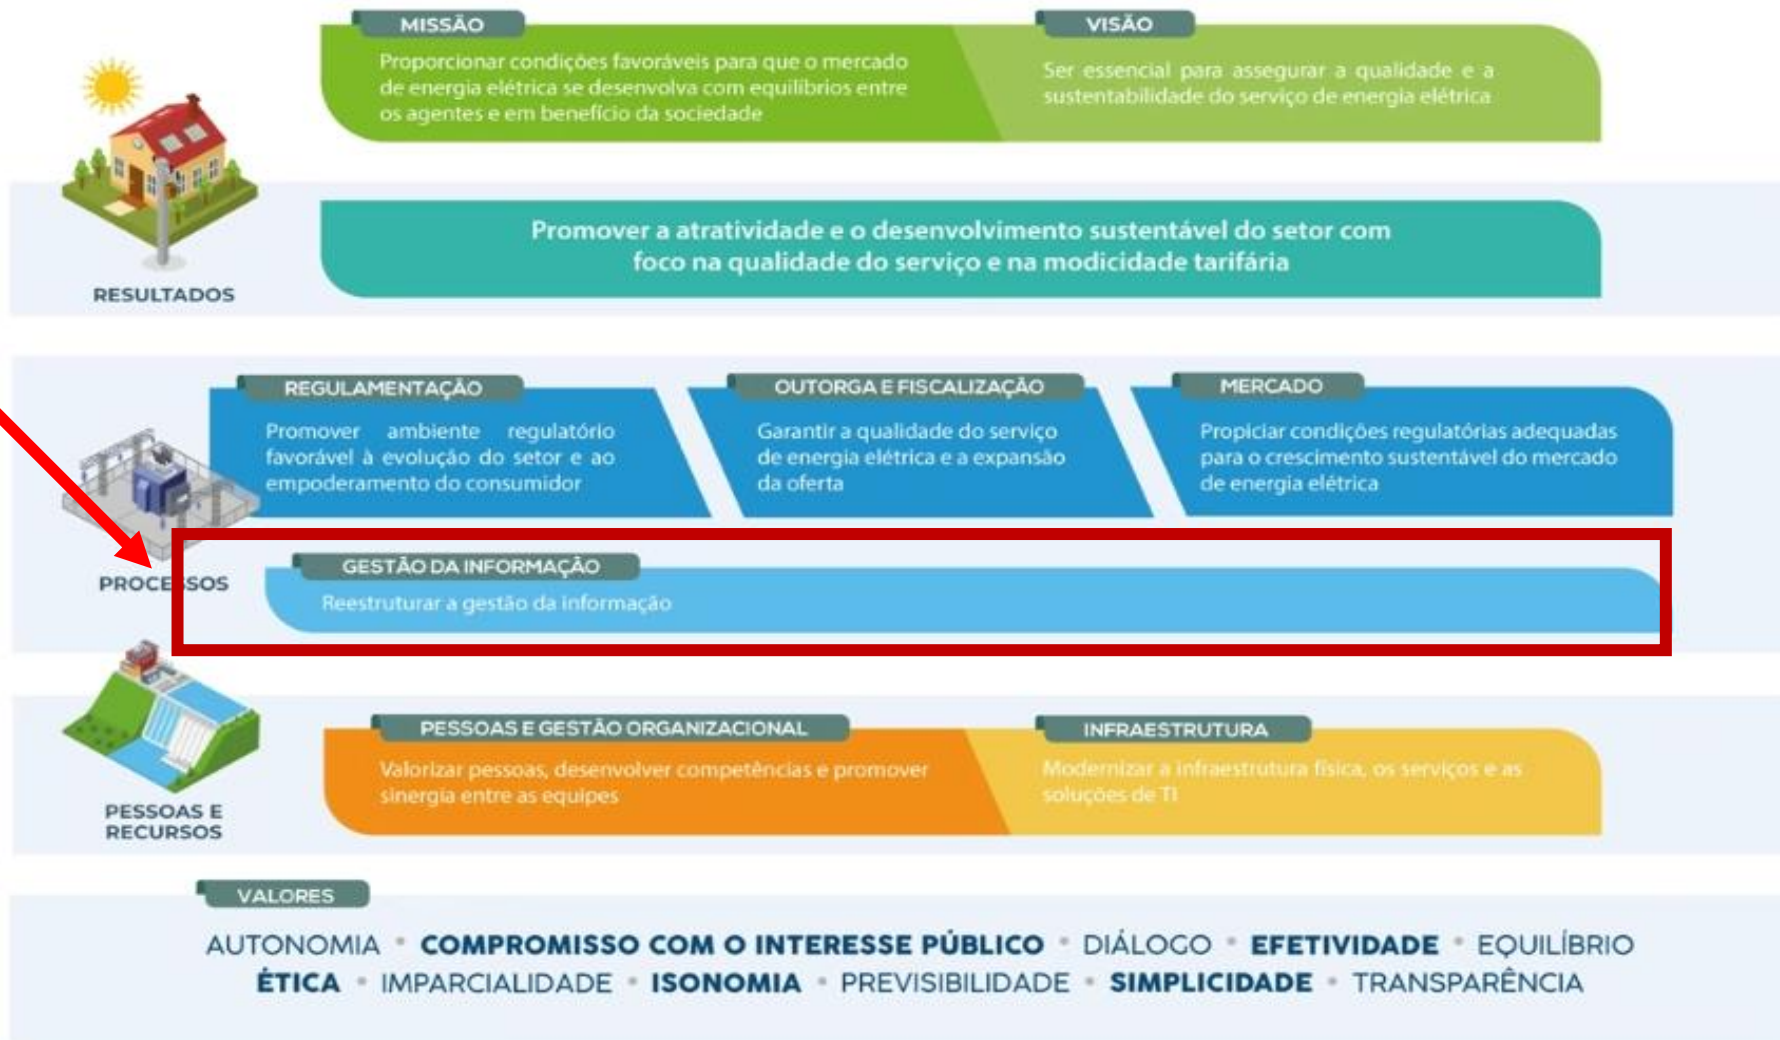 MISSÃO
Proporcionar condições favoráveis para que o mercado
de energia elétrica se desenvolva com equilíbrios entre
os agentes e em benefício da sociedade
VISÃO
Ser essencial para assegurar a qualidade e a
sustentabilidade do serviço de energia elétrica
RESULTADOS
Promover a atratividade e o desenvolvimento sustentável do setor com
foco na qualidade do serviço e na modicidade tarifária
PROCESSOS
REGULAMENTAÇÃO
Promover ambiente regulatório
favorável à evolução do setor e ao
empoderamento do consumidor
OUTORGA E FISCALIZAÇÃO
Garantir a qualidade do serviço
de energia elétrica e a expansão
da oferta
MERCADO
Propiciar condições regulatórias adequadas
para o crescimento sustentável do mercado
de energia elétrica
GESTÃO DA INFORMAÇÃO
Reestruturar a gestão da informação
PESSOAS E
RECURSOS
PESSOAS E GESTÃO ORGANIZACIONAL
Valorizar pessoas, desenvolver competências e promover
sinergia entre as equipes
INFRAESTRUTURA
Modernizar a infraestrutura física, os serviços e as
soluções de TI
VALORES
AUTONOMIA • COMPROMISSO COM O INTERESSE PÚBLICO • DIÁLOGO • EFETIVIDADE • EQUILÍBRIO
ÉTICA • IMPARCIALIDADE • ISONOMIA • PREVISIBILIDADE • SIMPLICIDADE • TRANSPARÊNCIA